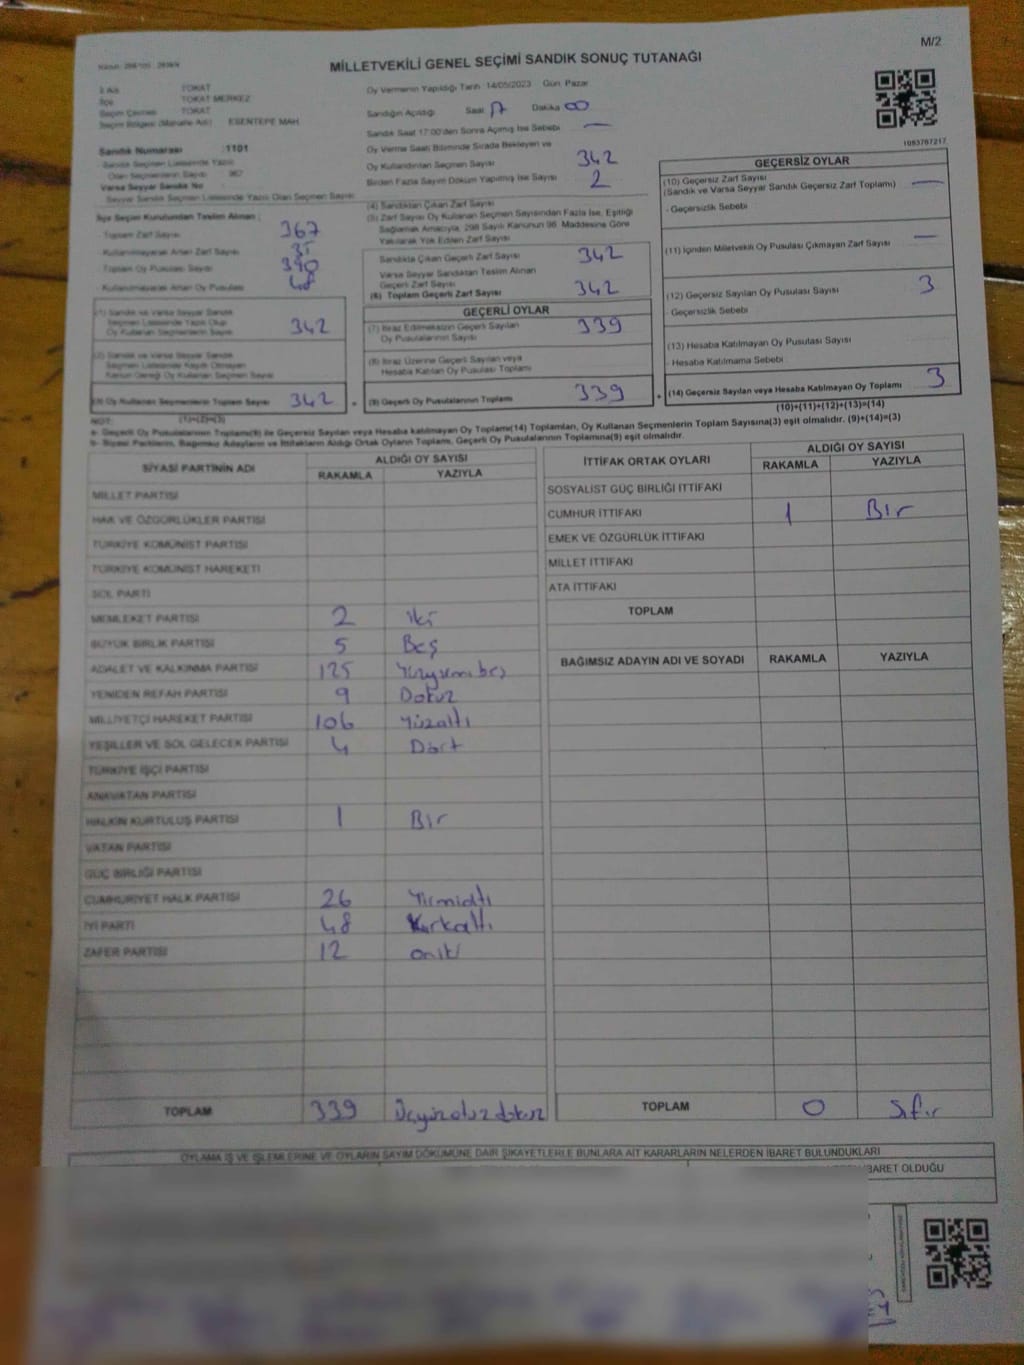 M/2
MİLLETVEKİLİ GENEL SEÇİMİ SANDIK SONUÇ TUTANAĞI
İl Adı : TOKAT
İlçe : TOKAT MERKEZ
Seçim Çevresi : TOKAT
Seçim Bölgesi (Mahalle Adı) : ESENTEPE MAH
Sandık Numarası : 1101
Sandık Seçmen Listesinde Yazılı
Olan Seçmenlerin Sayısı
Varsa Seyyar Sandık No
Seyyar Sandık Seçmen Listesinde Yazılı Olan Seçmen Sayısı
İlçe Seçim Kurulundan Teslim Alınan ;
- Toplam Zarf Sayısı 367
- Kullanılmayarak Artan Zarf Sayısı
- Toplam Oy Pusulası Sayısı 390
- Kullanılmayarak Artan Oy Pusulası 48
(1) Sandık ve Varsa Seyyar Sandık
Seçmen Listesinde Yazılı Olup
Oy Kullanan Seçmenlerin Sayısı 342
(2) Sandık ve Varsa Seyyar Sandık
Seçmen Listesinde Kayıtlı Olmayan
Kanun Gereği Oy Kullanan Seçmen Sayısı
(3) Oy Kullanan Seçmenlerin Toplam Sayısı 342
(1)+(2)=(3)
Oy Vermenin Yapıldığı Tarih : 14/05/2023 Gün: Pazar
Sandığın Açıldığı Saat 17 Dakika 00
Sandık Saat 17:00'den Sonra Açılmış İse Sebebi —
Oy Verme Saati Bitiminde Sırada Bekleyen ve
Oy Kullandırılan Seçmen Sayısı 342
Birden Fazla Sayım Döküm Yapılmış İse Sayısı 2
(4) Sandıktan Çıkan Zarf Sayısı
(5) Zarf Sayısı Oy Kullanan Seçmen Sayısından Fazla İse, Eşitliği
Sağlamak Amacıyla, 298 Sayılı Kanunun 98. Maddesine Göre
Yakılarak Yok Edilen Zarf Sayısı
Sandıkta Çıkan Geçerli Zarf Sayısı 342
Varsa Seyyar Sandıktan Teslim Alınan
Geçerli Zarf Sayısı
(6) Toplam Geçerli Zarf Sayısı 342
GEÇERLİ OYLAR
(7) İtiraz Edilmeksizin Geçerli Sayılan
Oy Pusulalarının Sayısı 339
(8) İtiraz Üzerine Geçerli Sayılan veya
Hesaba Katılan Oy Pusulası Toplamı
(9) Geçerli Oy Pusulalarının Toplamı 339
1083767217
GEÇERSİZ OYLAR
(10) Geçersiz Zarf Sayısı —
(Sandık ve Varsa Seyyar Sandık Geçersiz Zarf Toplamı)
- Geçersizlik Sebebi
(11) İçinden Milletvekili Oy Pusulası Çıkmayan Zarf Sayısı —
(12) Geçersiz Sayılan Oy Pusulası Sayısı 3
- Geçersizlik Sebebi
(13) Hesaba Katılmayan Oy Pusulası Sayısı
- Hesaba Katılmama Sebebi
(14) Geçersiz Sayılan veya Hesaba Katılmayan Oy Toplamı 3
(10)+(11)+(12)+(13)=(14)
NOT:
a- Geçerli Oy Pusulalarının Toplamı(9) ile Geçersiz Sayılan veya Hesaba katılmayan Oy Toplamı(14) Toplamları, Oy Kullanan Seçmenlerin Toplam Sayısına(3) eşit olmalıdır. (9)+(14)=(3)
b- Siyasi Partilerin, Bağımsız Adayların ve İttifakların Aldığı Ortak Oyların Toplamı, Geçerli Oy Pusulalarının Toplamına(9) eşit olmalıdır.
SİYASİ PARTİNİN ADI ALDIĞI OY SAYISI
RAKAMLA YAZIYLA
MİLLET PARTİSİ
HAK VE ÖZGÜRLÜKLER PARTİSİ
TÜRKİYE KOMÜNİST PARTİSİ
TÜRKİYE KOMÜNİST HAREKETİ
SOL PARTİ
MEMLEKET PARTİSİ 2 iki
BÜYÜK BİRLİK PARTİSİ 5 Beş
ADALET VE KALKINMA PARTİSİ 125 Yüzyirmibeş
YENİDEN REFAH PARTİSİ 9 Dokuz
MİLLİYETÇİ HAREKET PARTİSİ 106 Yüzaltı
YEŞİLLER VE SOL GELECEK PARTİSİ 4 Dört
TÜRKİYE İŞÇİ PARTİSİ
ANAVATAN PARTİSİ
HALKIN KURTULUŞ PARTİSİ 1 Bir
VATAN PARTİSİ
GÜÇ BİRLİĞİ PARTİSİ
CUMHURİYET HALK PARTİSİ 26 Yirmialtı
İYİ PARTİ 48 Kırkaltı
ZAFER PARTİSİ 12 oniki
TOPLAM 339 Üçyüzotuzdokuz
İTTİFAK ORTAK OYLARI ALDIĞI OY SAYISI
RAKAMLA YAZIYLA
SOSYALİST GÜÇ BİRLİĞİ İTTİFAKI
CUMHUR İTTİFAKI 1 Bir
EMEK VE ÖZGÜRLÜK İTTİFAKI
MİLLET İTTİFAKI
ATA İTTİFAKI
TOPLAM
BAĞIMSIZ ADAYIN ADI VE SOYADI RAKAMLA YAZIYLA
TOPLAM 0 Sıfır
OYLAMA İŞ VE İŞLEMLERİNE VE OYLARIN SAYIM DÖKÜMÜNE DAİR ŞİKAYETLERLE BUNLARA AİT KARARLARIN NELERDEN İBARET BULUNDUKLARI
BARET OLDUĞU